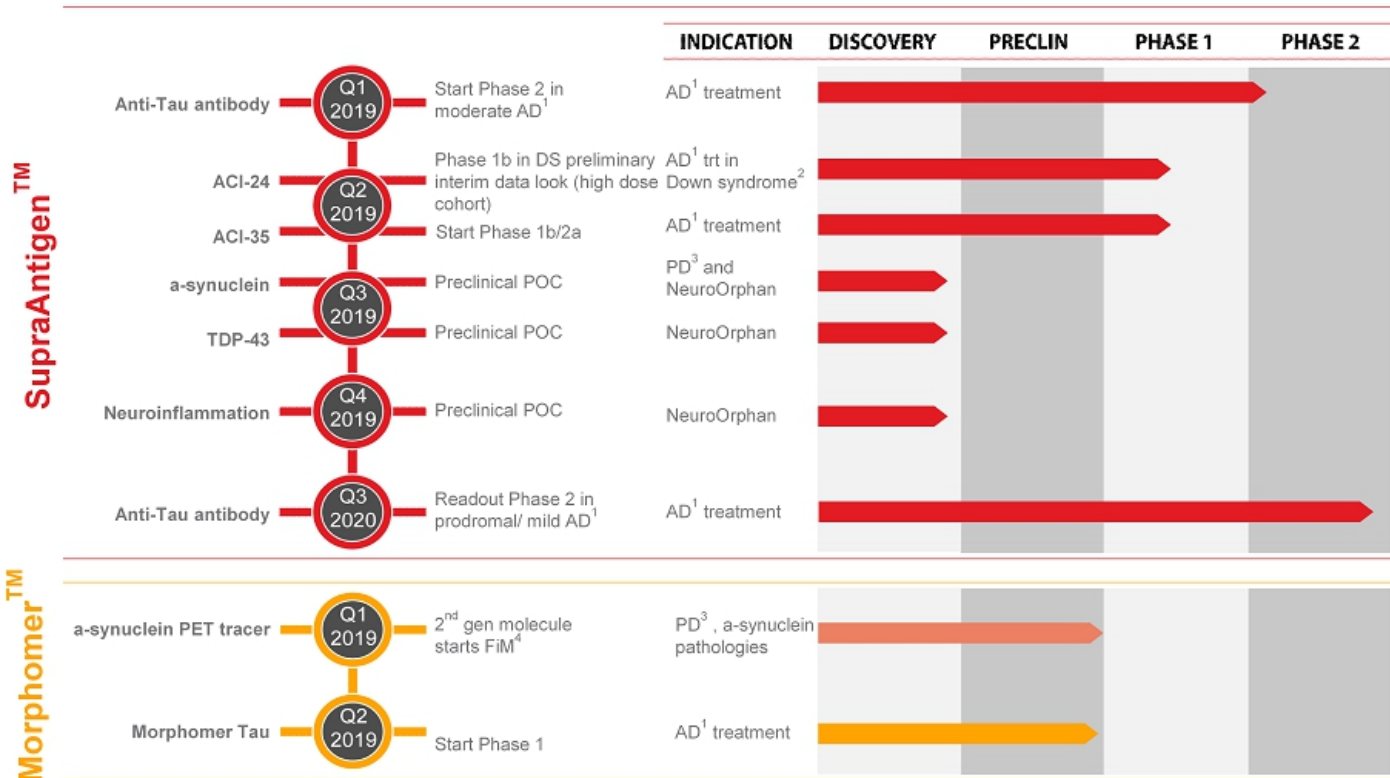 INDICATION DISCOVERY PRECLIN PHASE 1 PHASE 2
SupraAntigen™
Anti-Tau antibody
Q1
2019
Start Phase 2 in
moderate AD¹
AD¹ treatment
ACI-24
Q2
2019
Phase 1b in DS preliminary
interim data look (high dose
cohort)
AD¹ trt in
Down syndrome²
ACI-35
Start Phase 1b/2a
AD¹ treatment
a-synuclein
Q3
2019
Preclinical POC
PD³ and
NeuroOrphan
TDP-43
Preclinical POC
NeuroOrphan
Neuroinflammation
Q4
2019
Preclinical POC
NeuroOrphan
Anti-Tau antibody
Q3
2020
Readout Phase 2 in
prodromal/ mild AD¹
AD¹ treatment
Morphomer™
a-synuclein PET tracer
Q1
2019
2nd gen molecule
starts FiM⁴
PD³ , a-synuclein
pathologies
Morphomer Tau
Q2
2019
Start Phase 1
AD¹ treatment